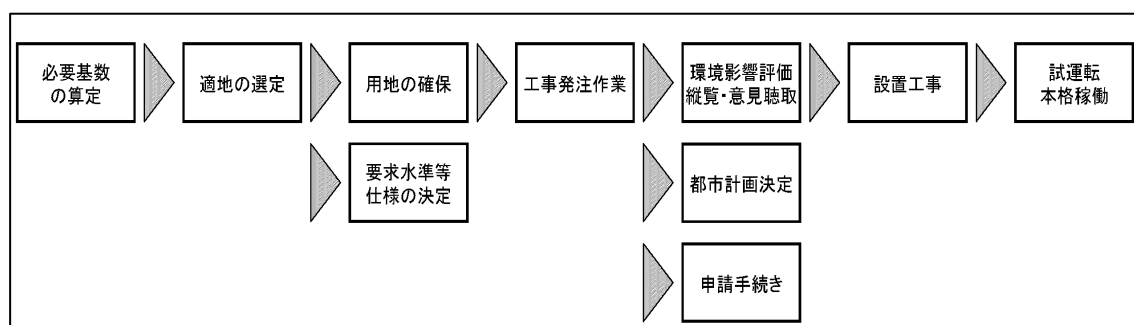 必要基数
の算定
適地の選定
用地の確保
工事発注作業
環境影響評価
縦覧・意見聴取
設置工事
試運転
本格稼働
要求水準等
仕様の決定
都市計画決定
申請手続き